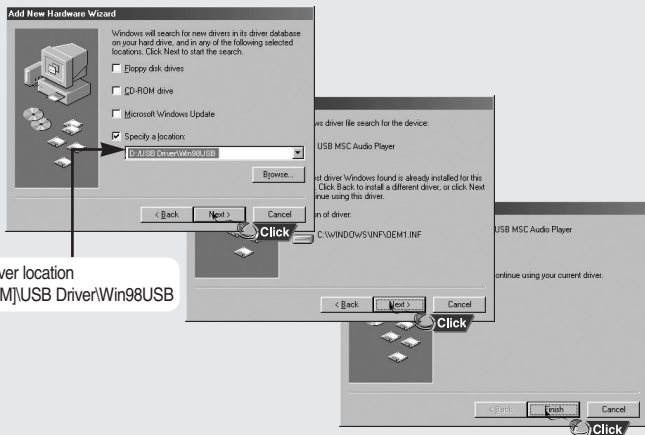 Add New Hardware Wizard
Windows will search for new drivers in its driver database
on your hard drive, and in any of the following selected
locations. Click Next to start the search.
Floppy disk drives
CD-ROM drive
Microsoft Windows Update
Specify a location:
D:/USB Driver\Win98USB
Browse...
< Back
Next >
Cancel
Click
ver location
M]\USB Driver\Win98USB
ws driver file search for the device:
USB MSC Audio Player
st driver Windows found is already installed for this
Click Back to install a different driver, or click Next
inue using this driver.
n of driver:
C:\WINDOWS\INF\OEM1.INF
< Back
Next >
Cancel
Click
USB MSC Audio Player
ontinue using your current driver.
< Back
Finish
Cancel
Click